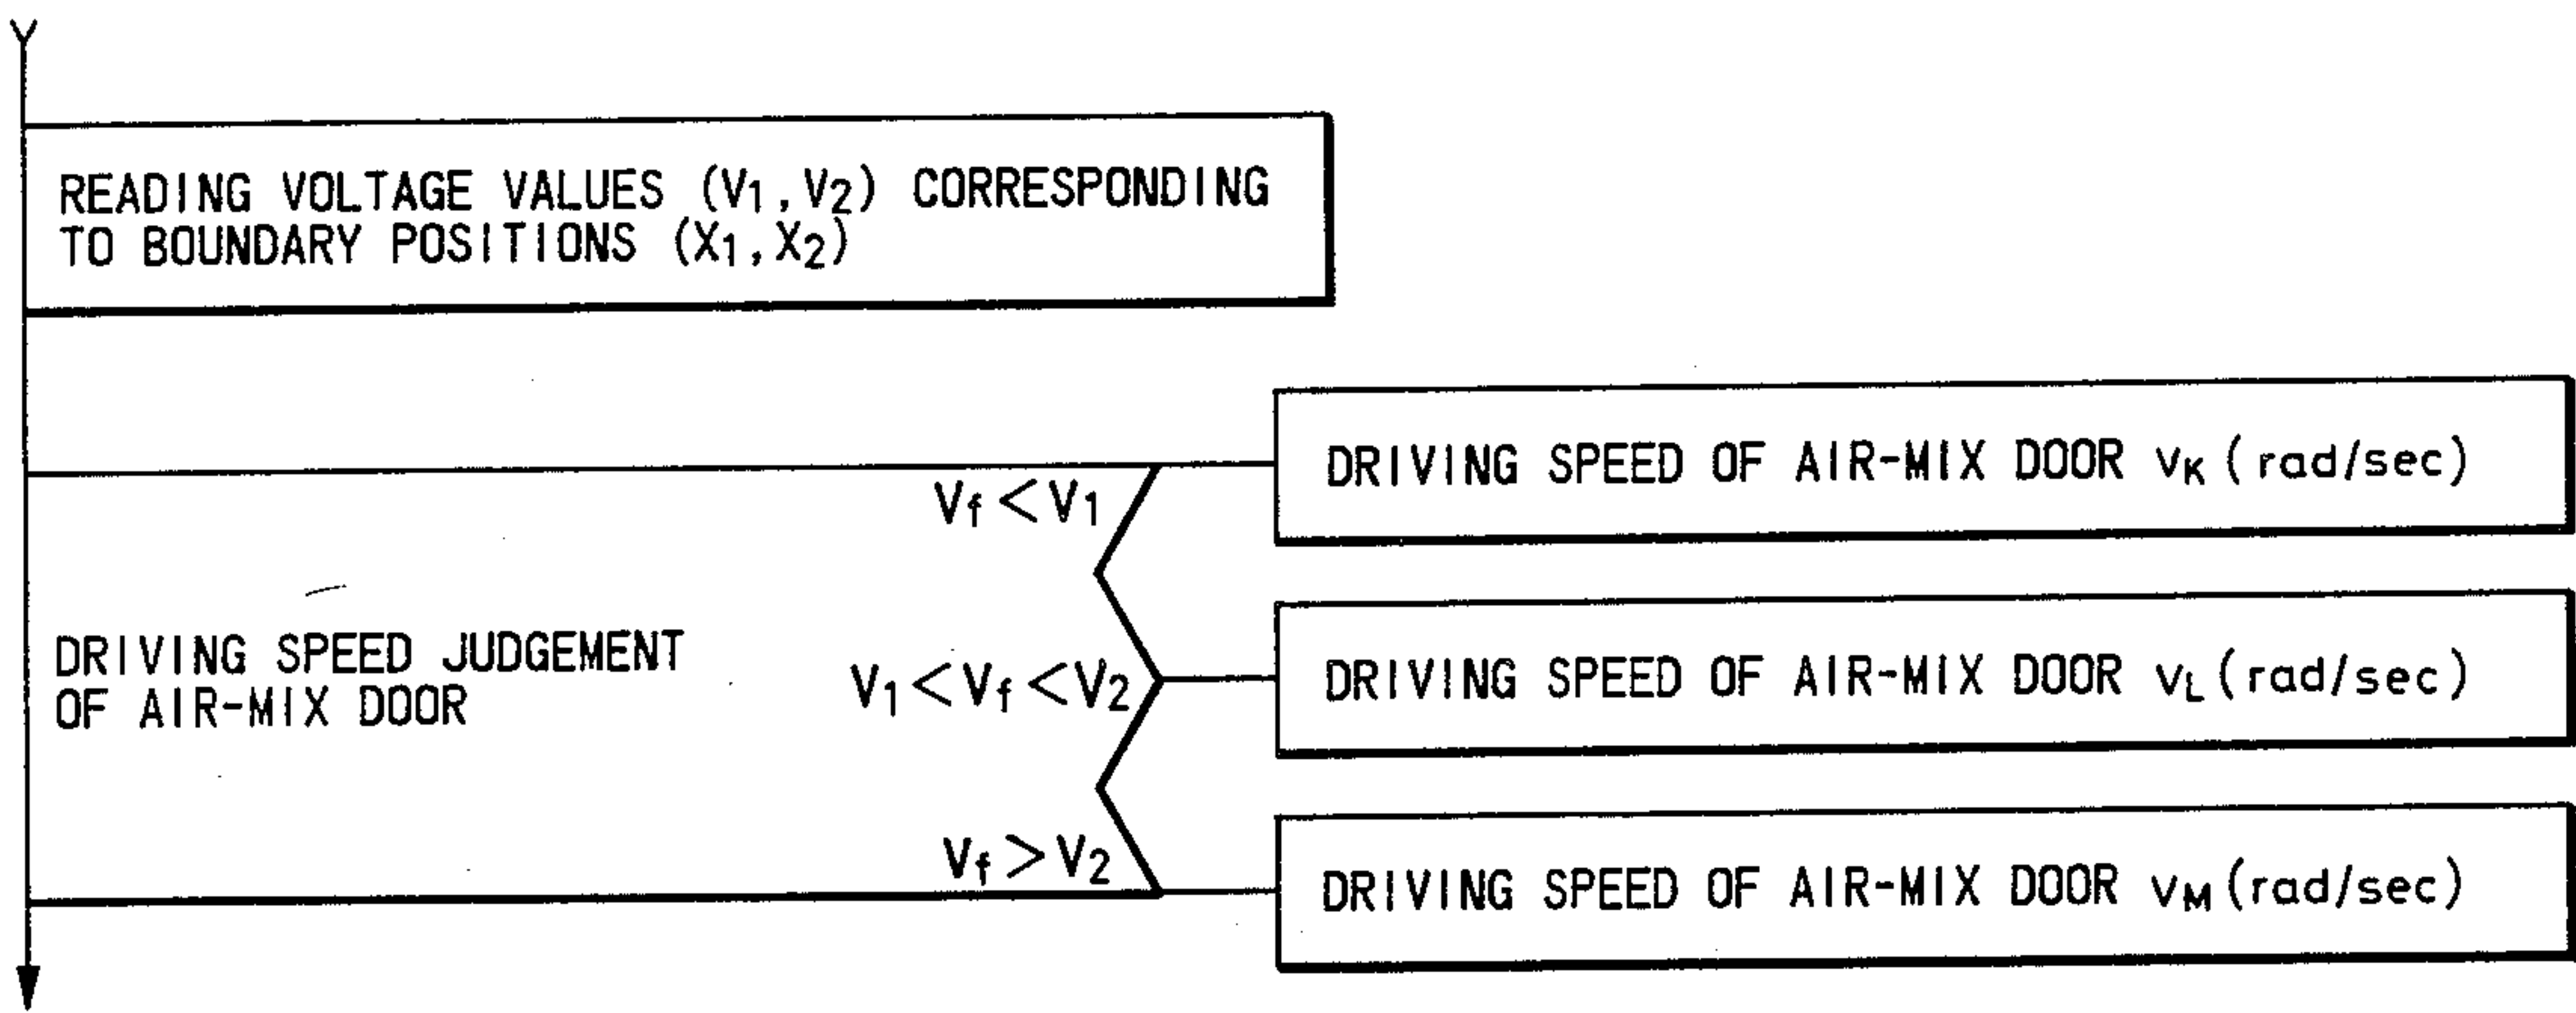 READING VOLTAGE VALUES (V1, V2) CORRESPONDING
TO BOUNDARY POSITIONS (X1, X2)
Vf < V1
DRIVING SPEED OF AIR-MIX DOOR vK (rad/sec)
DRIVING SPEED JUDGEMENT
OF AIR-MIX DOOR
V1 < Vf < V2
DRIVING SPEED OF AIR-MIX DOOR vL (rad/sec)
Vf > V2
DRIVING SPEED OF AIR-MIX DOOR vM (rad/sec)